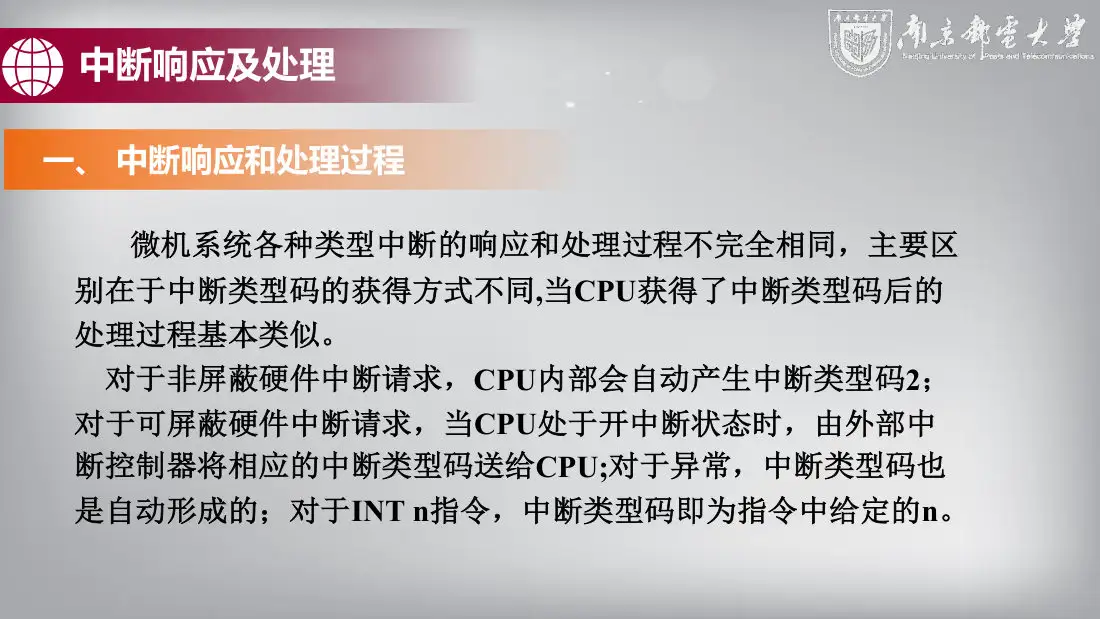 中断响应及处理
南京邮电大学
Nanjing University of Posts and Telecommunications
一、 中断响应和处理过程
微机系统各种类型中断的响应和处理过程不完全相同，主要区
别在于中断类型码的获得方式不同,当CPU获得了中断类型码后的
处理过程基本类似。
对于非屏蔽硬件中断请求，CPU内部会自动产生中断类型码2；
对于可屏蔽硬件中断请求，当CPU处于开中断状态时，由外部中
断控制器将相应的中断类型码送给CPU;对于异常，中断类型码也
是自动形成的；对于INT n指令，中断类型码即为指令中给定的n。